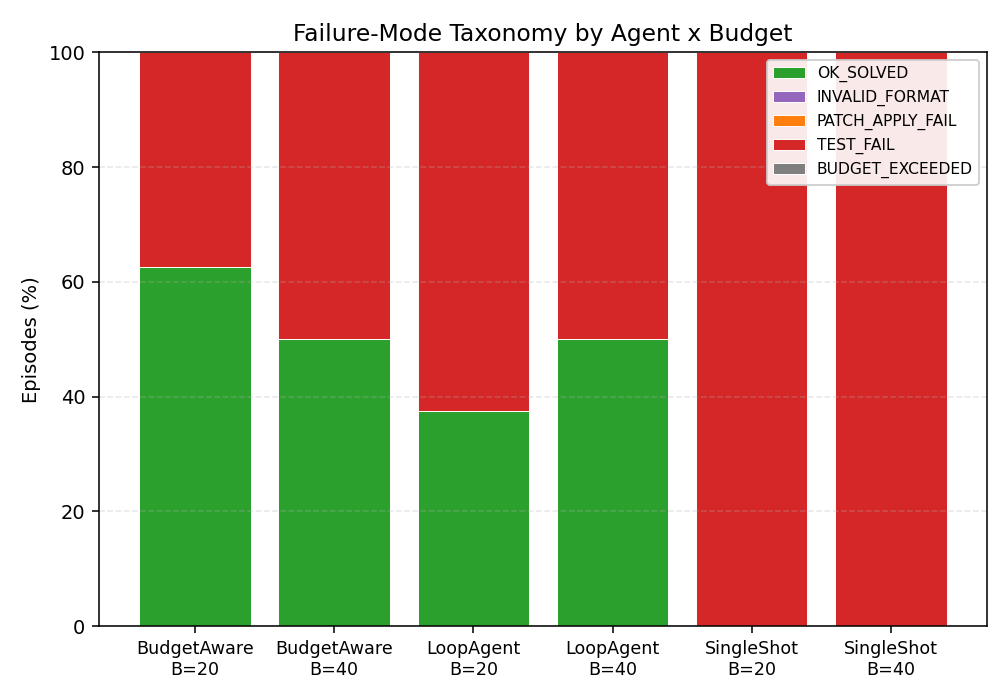 Failure-Mode Taxonomy by Agent x Budget
Episodes (%)
100
80
60
40
20
0
OK_SOLVED
INVALID_FORMAT
PATCH_APPLY_FAIL
TEST_FAIL
BUDGET_EXCEEDED
BudgetAware
B=20
BudgetAware
B=40
LoopAgent
B=20
LoopAgent
B=40
SingleShot
B=20
SingleShot
B=40